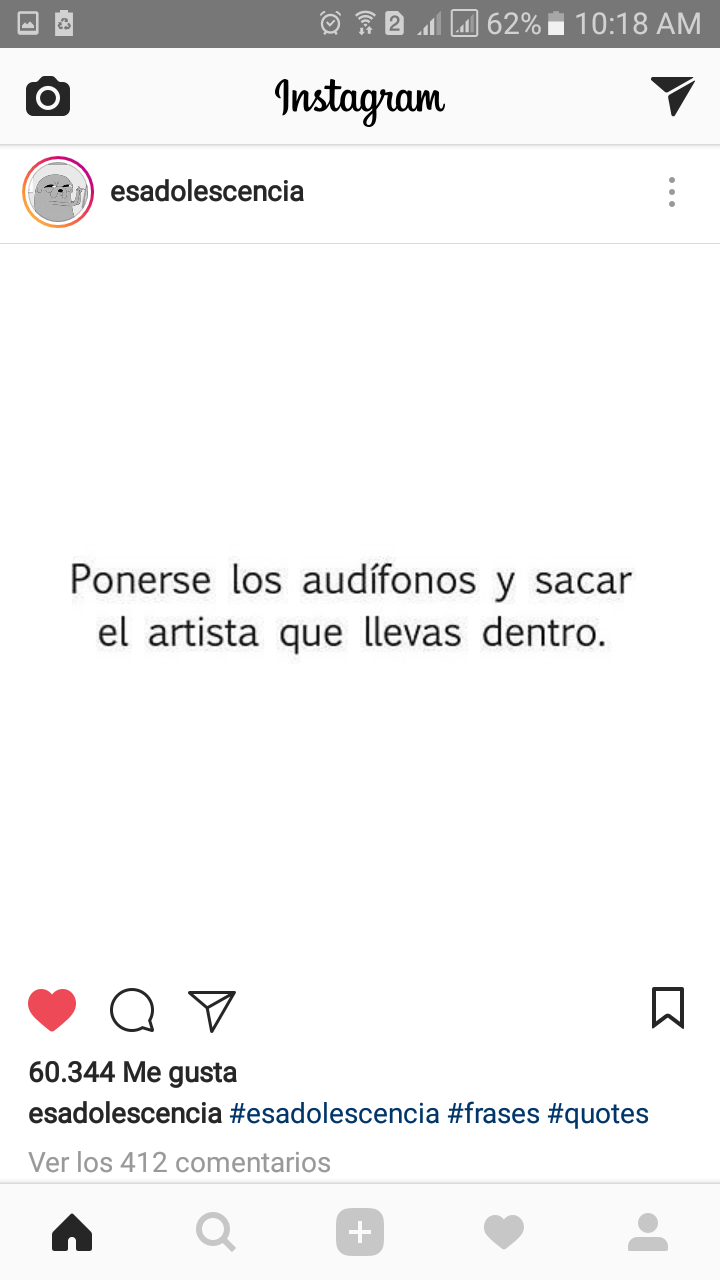 62% 10:18 AM
Instagram
esadolescencia
Ponerse los audífonos y sacar
el artista que llevas dentro.
60.344 Me gusta
esadolescencia #esadolescencia #frases #quotes
Ver los 412 comentarios